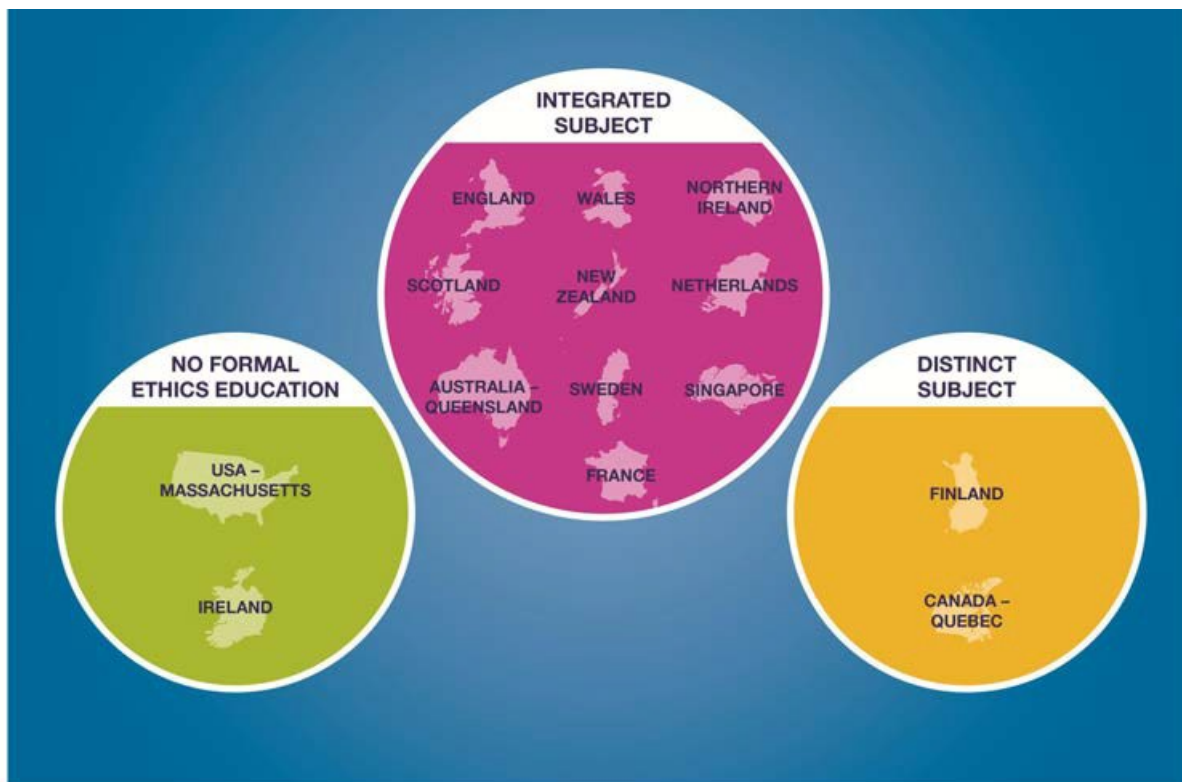 INTEGRATED
SUBJECT
ENGLAND
WALES
NORTHERN
IRELAND
SCOTLAND
NEW
ZEALAND
NETHERLANDS
AUSTRALIA –
QUEENSLAND
SWEDEN
SINGAPORE
FRANCE
NO FORMAL
ETHICS EDUCATION
USA –
MASSACHUSETTS
IRELAND
DISTINCT
SUBJECT
FINLAND
CANADA –
QUEBEC